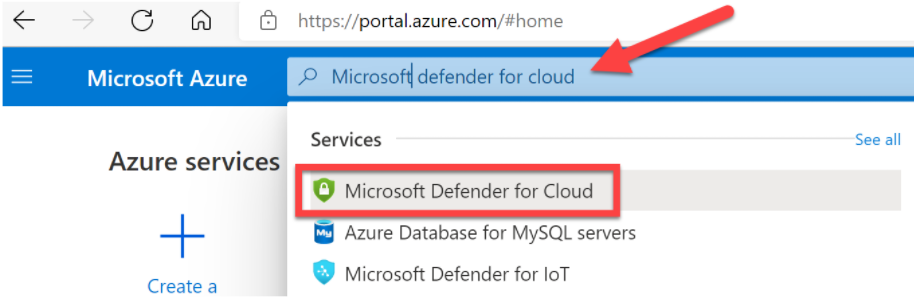 https://portal.azure.com/#home
Microsoft Azure
Microsoft defender for cloud
Services
See all
Azure services
Microsoft Defender for Cloud
My
Azure Database for MySQL servers
Microsoft Defender for IoT
Create a